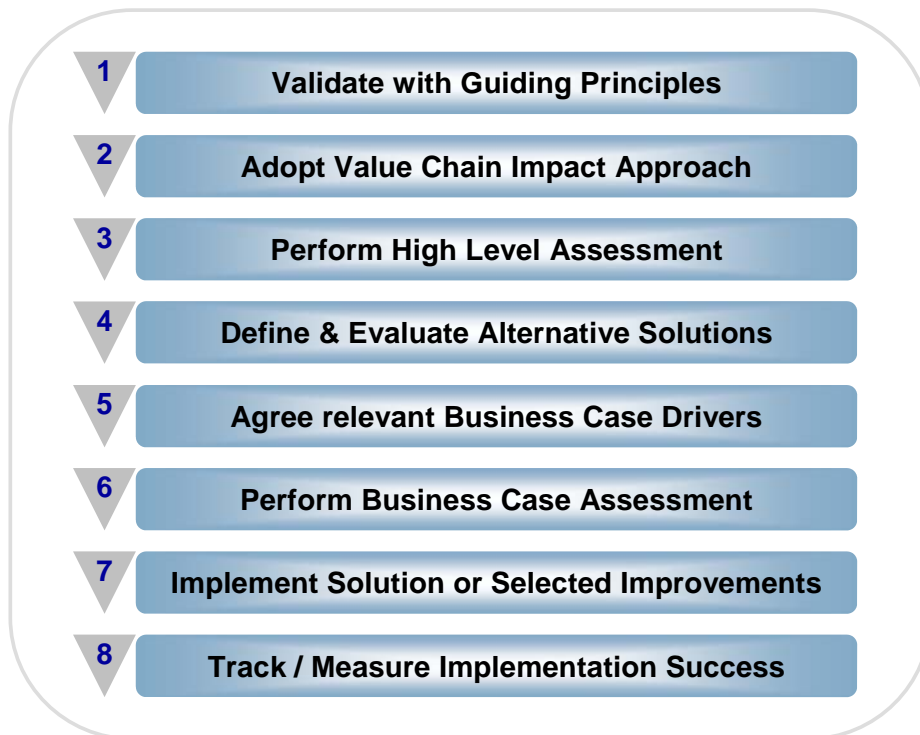 1
Validate with Guiding Principles
2
Adopt Value Chain Impact Approach
3
Perform High Level Assessment
4
Define & Evaluate Alternative Solutions
5
Agree relevant Business Case Drivers
6
Perform Business Case Assessment
7
Implement Solution or Selected Improvements
8
Track / Measure Implementation Success